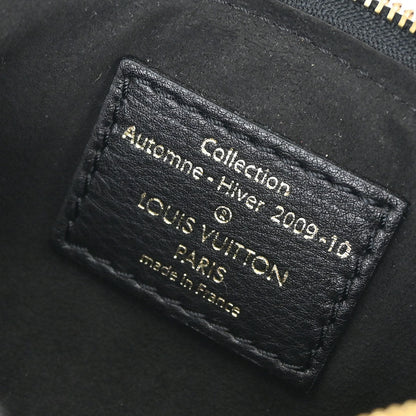 Collection
Automne - Hiver 2009-10
®
LOUIS VUITTON
PARIS
made in France